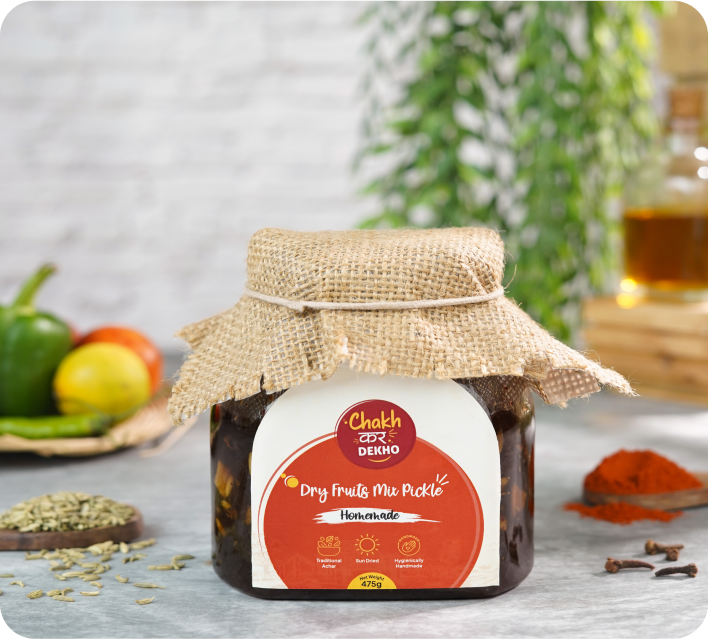 Chakh
कर
DEKHO
Dry Fruits Mix Pickle
Homemade
Traditional Achar
Sun Dried
Hygienically Handmade
Net Weight
475g